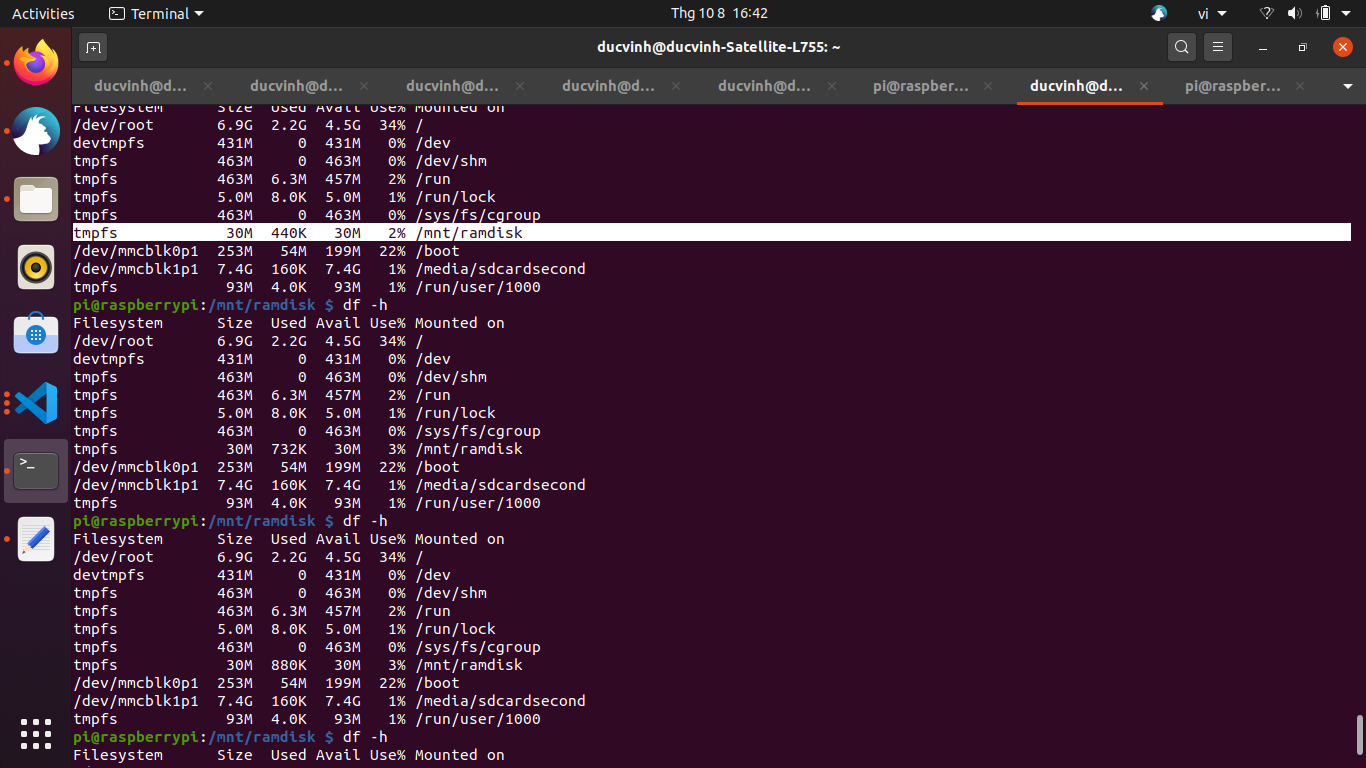 Activities Terminal Thg 10 8 16:42 vi
ducvinh@ducvinh-Satellite-L755: ~
ducvinh@d... ducvinh@d... ducvinh@d... ducvinh@d... ducvinh@d... pi@raspber... ducvinh@d... pi@raspber...
Filesystem Size Used Avail Use% Mounted on
/dev/root 6.9G 2.2G 4.5G 34% /
devtmpfs 431M 0 431M 0% /dev
tmpfs 463M 0 463M 0% /dev/shm
tmpfs 463M 6.3M 457M 2% /run
tmpfs 5.0M 8.0K 5.0M 1% /run/lock
tmpfs 463M 0 463M 0% /sys/fs/cgroup
tmpfs 30M 440K 30M 2% /mnt/ramdisk
/dev/mmcblk0p1 253M 54M 199M 22% /boot
/dev/mmcblk1p1 7.4G 160K 7.4G 1% /media/sdcardsecond
tmpfs 93M 4.0K 93M 1% /run/user/1000
pi@raspberrypi:/mnt/ramdisk $ df -h
Filesystem Size Used Avail Use% Mounted on
/dev/root 6.9G 2.2G 4.5G 34% /
devtmpfs 431M 0 431M 0% /dev
tmpfs 463M 0 463M 0% /dev/shm
tmpfs 463M 6.3M 457M 2% /run
tmpfs 5.0M 8.0K 5.0M 1% /run/lock
tmpfs 463M 0 463M 0% /sys/fs/cgroup
tmpfs 30M 732K 30M 3% /mnt/ramdisk
/dev/mmcblk0p1 253M 54M 199M 22% /boot
/dev/mmcblk1p1 7.4G 160K 7.4G 1% /media/sdcardsecond
tmpfs 93M 4.0K 93M 1% /run/user/1000
pi@raspberrypi:/mnt/ramdisk $ df -h
Filesystem Size Used Avail Use% Mounted on
/dev/root 6.9G 2.2G 4.5G 34% /
devtmpfs 431M 0 431M 0% /dev
tmpfs 463M 0 463M 0% /dev/shm
tmpfs 463M 6.3M 457M 2% /run
tmpfs 5.0M 8.0K 5.0M 1% /run/lock
tmpfs 463M 0 463M 0% /sys/fs/cgroup
tmpfs 30M 880K 30M 3% /mnt/ramdisk
/dev/mmcblk0p1 253M 54M 199M 22% /boot
/dev/mmcblk1p1 7.4G 160K 7.4G 1% /media/sdcardsecond
tmpfs 93M 4.0K 93M 1% /run/user/1000
pi@raspberrypi:/mnt/ramdisk $ df -h
Filesystem Size Used Avail Use% Mounted on